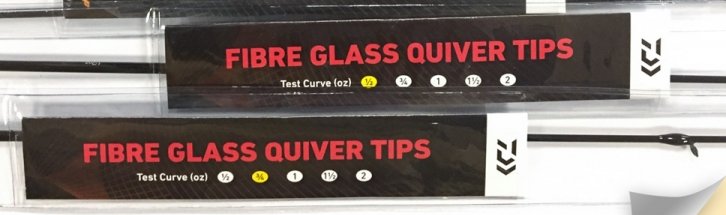 FIBRE GLASS QUIVER TIPS
Test Curve (oz) ½ ¾ 1 1½ 2
FIBRE GLASS QUIVER TIPS
Test Curve (oz) ½ ¾ 1 1½ 2